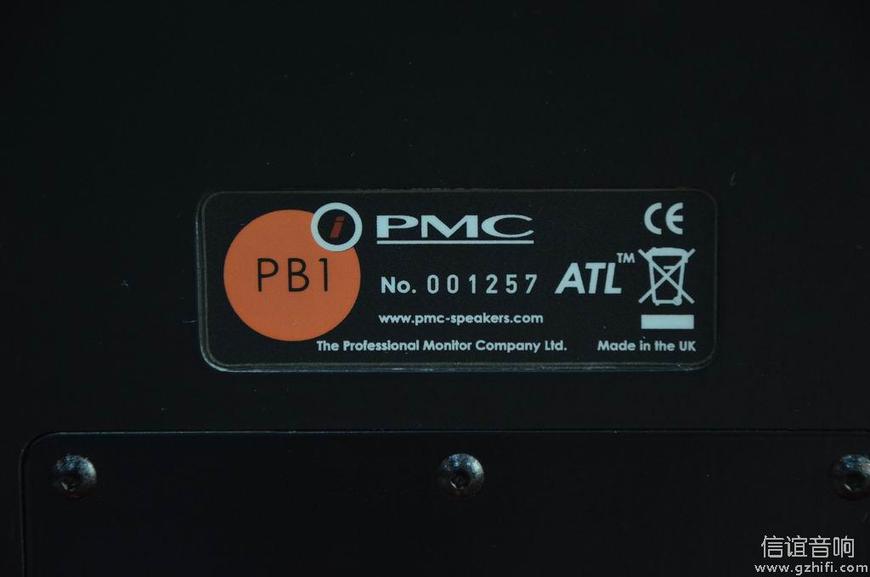 i PMC
CE
PB1
No. 001257 ATL™
www.pmc-speakers.com
The Professional Monitor Company Ltd. Made in the UK
信谊音响
www.gzhifi.com